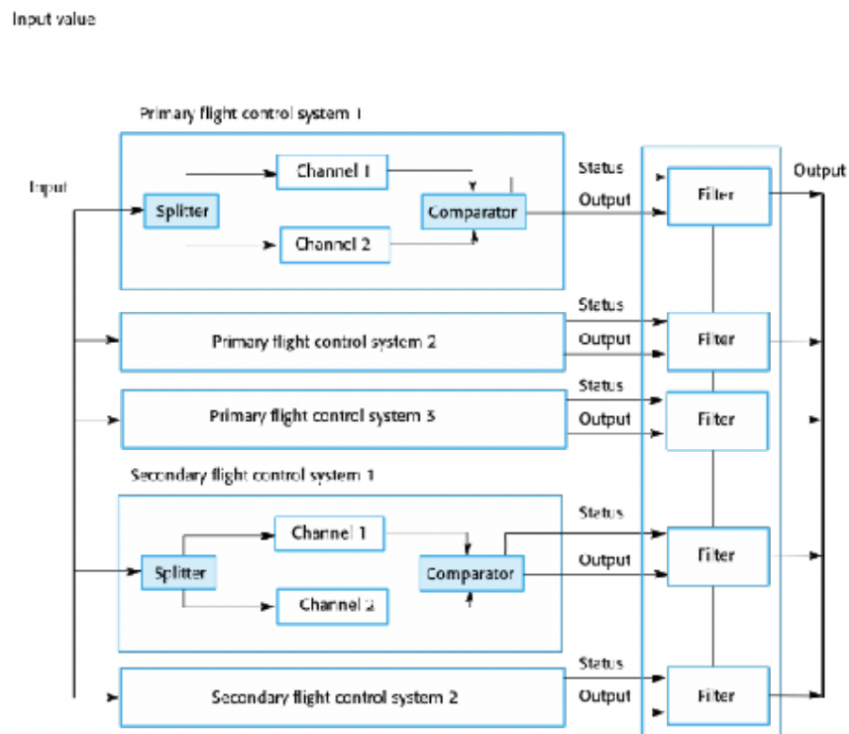 Input value
Primary flight control system 1
Input
Splitter
Channel 1
Channel 2
Comparator
Status
Output
Filter
Output
Primary flight control system 2
Status
Output
Filter
Primary flight control system 3
Status
Output
Filter
Secondary flight control system 1
Splitter
Channel 1
Channel 2
Comparator
Status
Output
Filter
Secondary flight control system 2
Status
Output
Filter